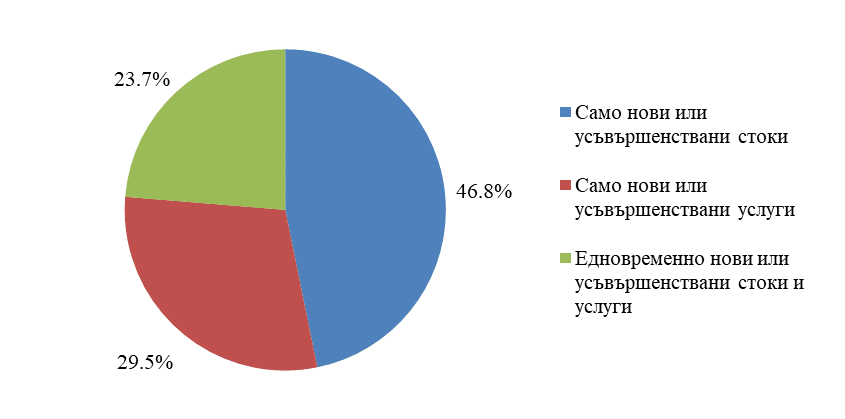 23.7%
46.8%
29.5%
Само нови или
усъвършенствани стоки
Само нови или
усъвършенствани услуги
Едновременно нови или
усъвършенствани стоки и
услуги